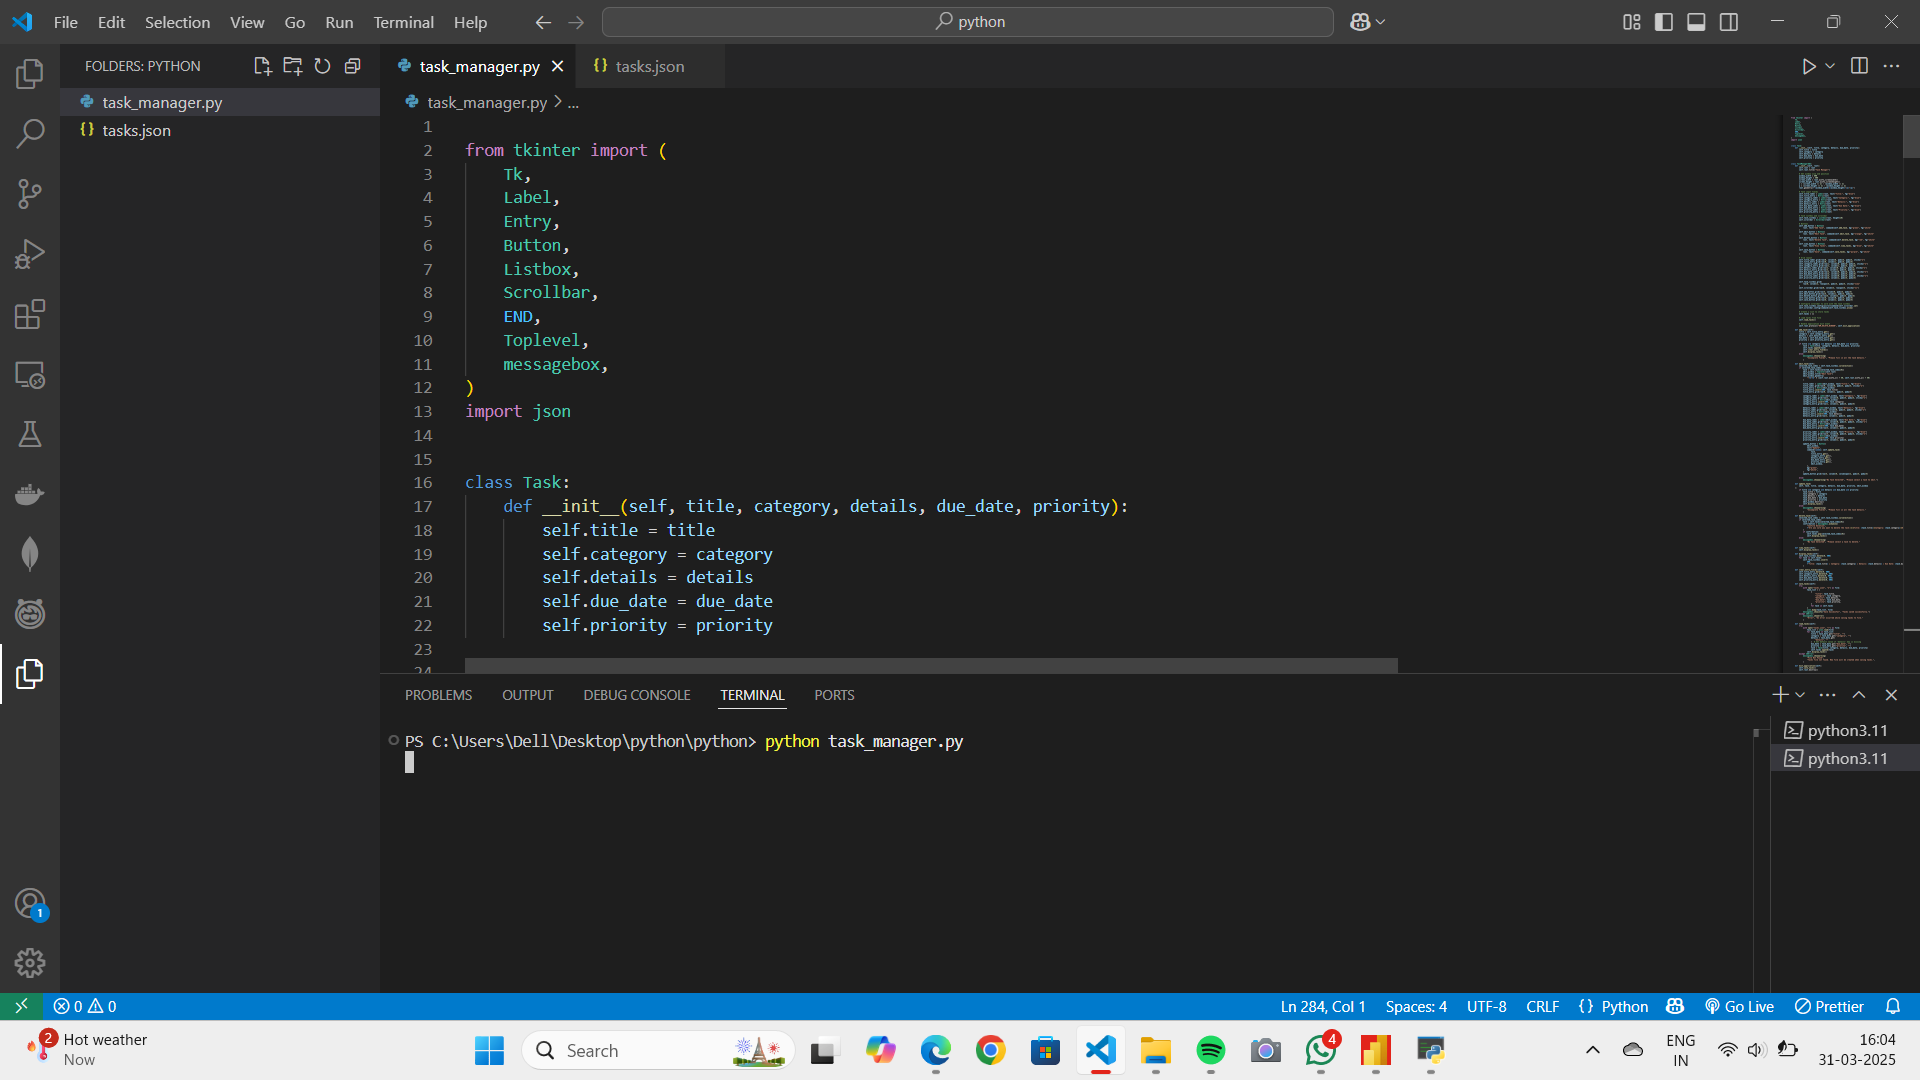 File Edit Selection View Go Run Terminal Help
python
FOLDERS: PYTHON
task_manager.py
tasks.json
task_manager.py
tasks.json
task_manager.py > ...
1
2 from tkinter import (
3 Tk,
4 Label,
5 Entry,
6 Button,
7 Listbox,
8 Scrollbar,
9 END,
10 Toplevel,
11 messagebox,
12 )
13 import json
14
15
16 class Task:
17 def __init__(self, title, category, details, due_date, priority):
18 self.title = title
19 self.category = category
20 self.details = details
21 self.due_date = due_date
22 self.priority = priority
23
24
PROBLEMS OUTPUT DEBUG CONSOLE TERMINAL PORTS
PS C:\Users\Dell\Desktop\python\python> python task_manager.py
python3.11
python3.11
1
0 0
Ln 284, Col 1 Spaces: 4 UTF-8 CRLF {} Python Go Live Prettier
2
Hot weather
Now
Search
4
ENG
IN
16:04
31-03-2025